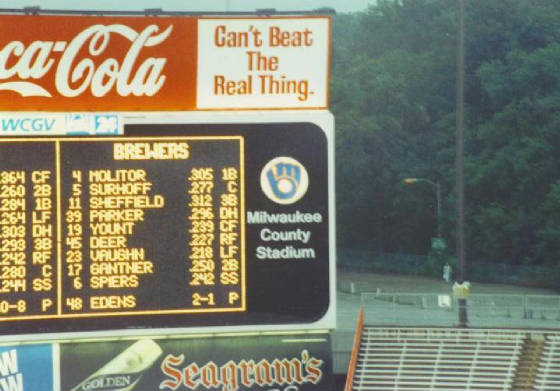 ca-Cola
Can't Beat
The
Real Thing.
WCGV
BREWERS
.364 CF 4 MOLITOR .305 1B
.260 2B 5 SURHOFF .277 C
.284 1B 11 SHEFFIELD .312 3B
.264 LF 39 PARKER .296 DH
.303 DH 19 YOUNT .239 CF
.293 3B 45 DEER .227 RF
.242 RF 23 VAUGHN .218 LF
.280 C 17 GANTNER .250 2B
.244 SS 6 SPIERS .242 SS
0-8 P 48 EDENS 2-1 P
Milwaukee
County
Stadium
Seagram's
GOLDEN